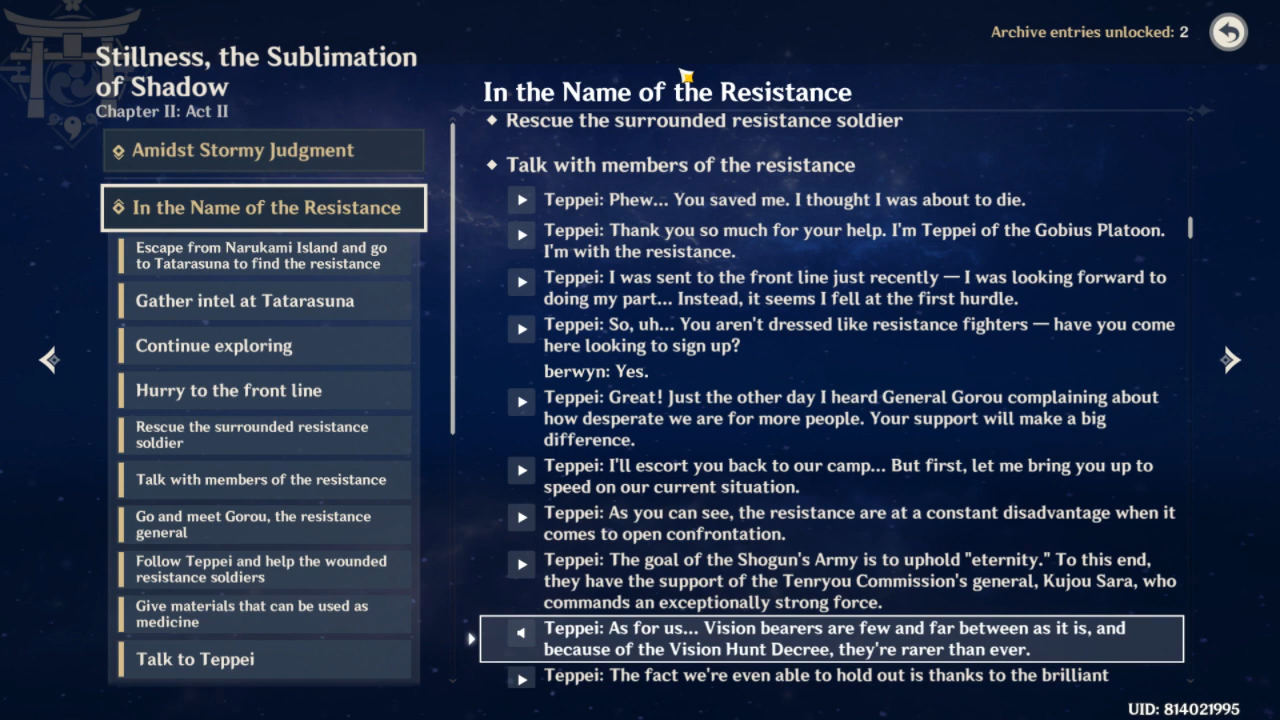 Archive entries unlocked: 2
Stillness, the Sublimation
of Shadow
Chapter II: Act II
Amidst Stormy Judgment
In the Name of the Resistance
Escape from Narukami Island and go
to Tatarasuna to find the resistance
Gather intel at Tatarasuna
Continue exploring
Hurry to the front line
Rescue the surrounded resistance
soldier
Talk with members of the resistance
Go and meet Gorou, the resistance
general
Follow Teppei and help the wounded
resistance soldiers
Give materials that can be used as
medicine
Talk to Teppei
In the Name of the Resistance
Rescue the surrounded resistance soldier
Talk with members of the resistance
Teppei: Phew... You saved me. I thought I was about to die.
Teppei: Thank you so much for your help. I'm Teppei of the Gobius Platoon.
I'm with the resistance.
Teppei: I was sent to the front line just recently — I was looking forward to
doing my part... Instead, it seems I fell at the first hurdle.
Teppei: So, uh... You aren't dressed like resistance fighters — have you come
here looking to sign up?
berwyn: Yes.
Teppei: Great! Just the other day I heard General Gorou complaining about
how desperate we are for more people. Your support will make a big
difference.
Teppei: I'll escort you back to our camp... But first, let me bring you up to
speed on our current situation.
Teppei: As you can see, the resistance are at a constant disadvantage when it
comes to open confrontation.
Teppei: The goal of the Shogun's Army is to uphold "eternity." To this end,
they have the support of the Tenryou Commission's general, Kujou Sara, who
commands an exceptionally strong force.
Teppei: As for us... Vision bearers are few and far between as it is, and
because of the Vision Hunt Decree, they're rarer than ever.
Teppei: The fact we're even able to hold out is thanks to the brilliant
UID: 814021995